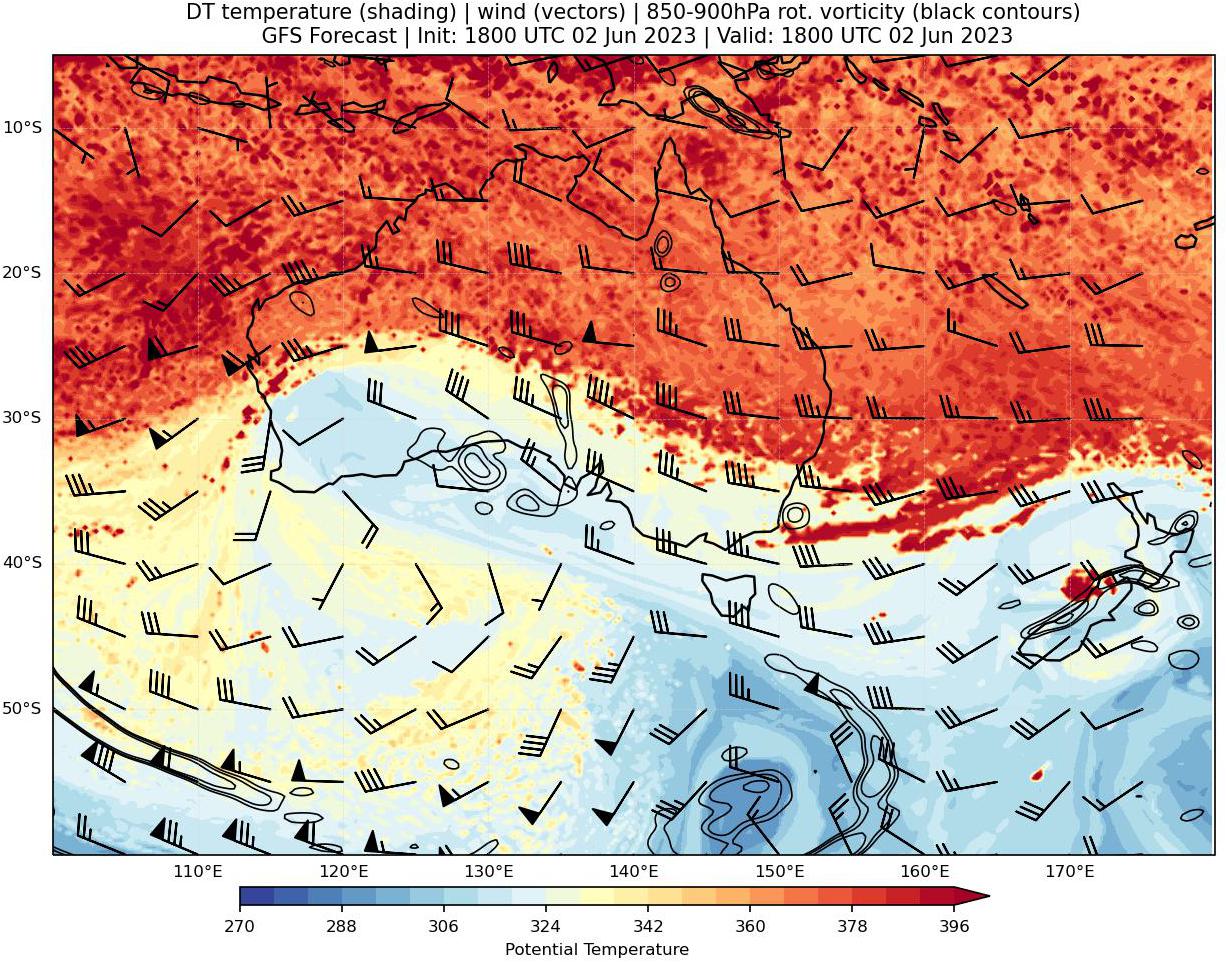 DT temperature (shading) | wind (vectors) | 850-900hPa rot. vorticity (black contours)
GFS Forecast | Init: 1800 UTC 02 Jun 2023 | Valid: 1800 UTC 02 Jun 2023
10°S
20°S
30°S
40°S
50°S
110°E 120°E 130°E 140°E 150°E 160°E 170°E
270 288 306 324 342 360 378 396
Potential Temperature